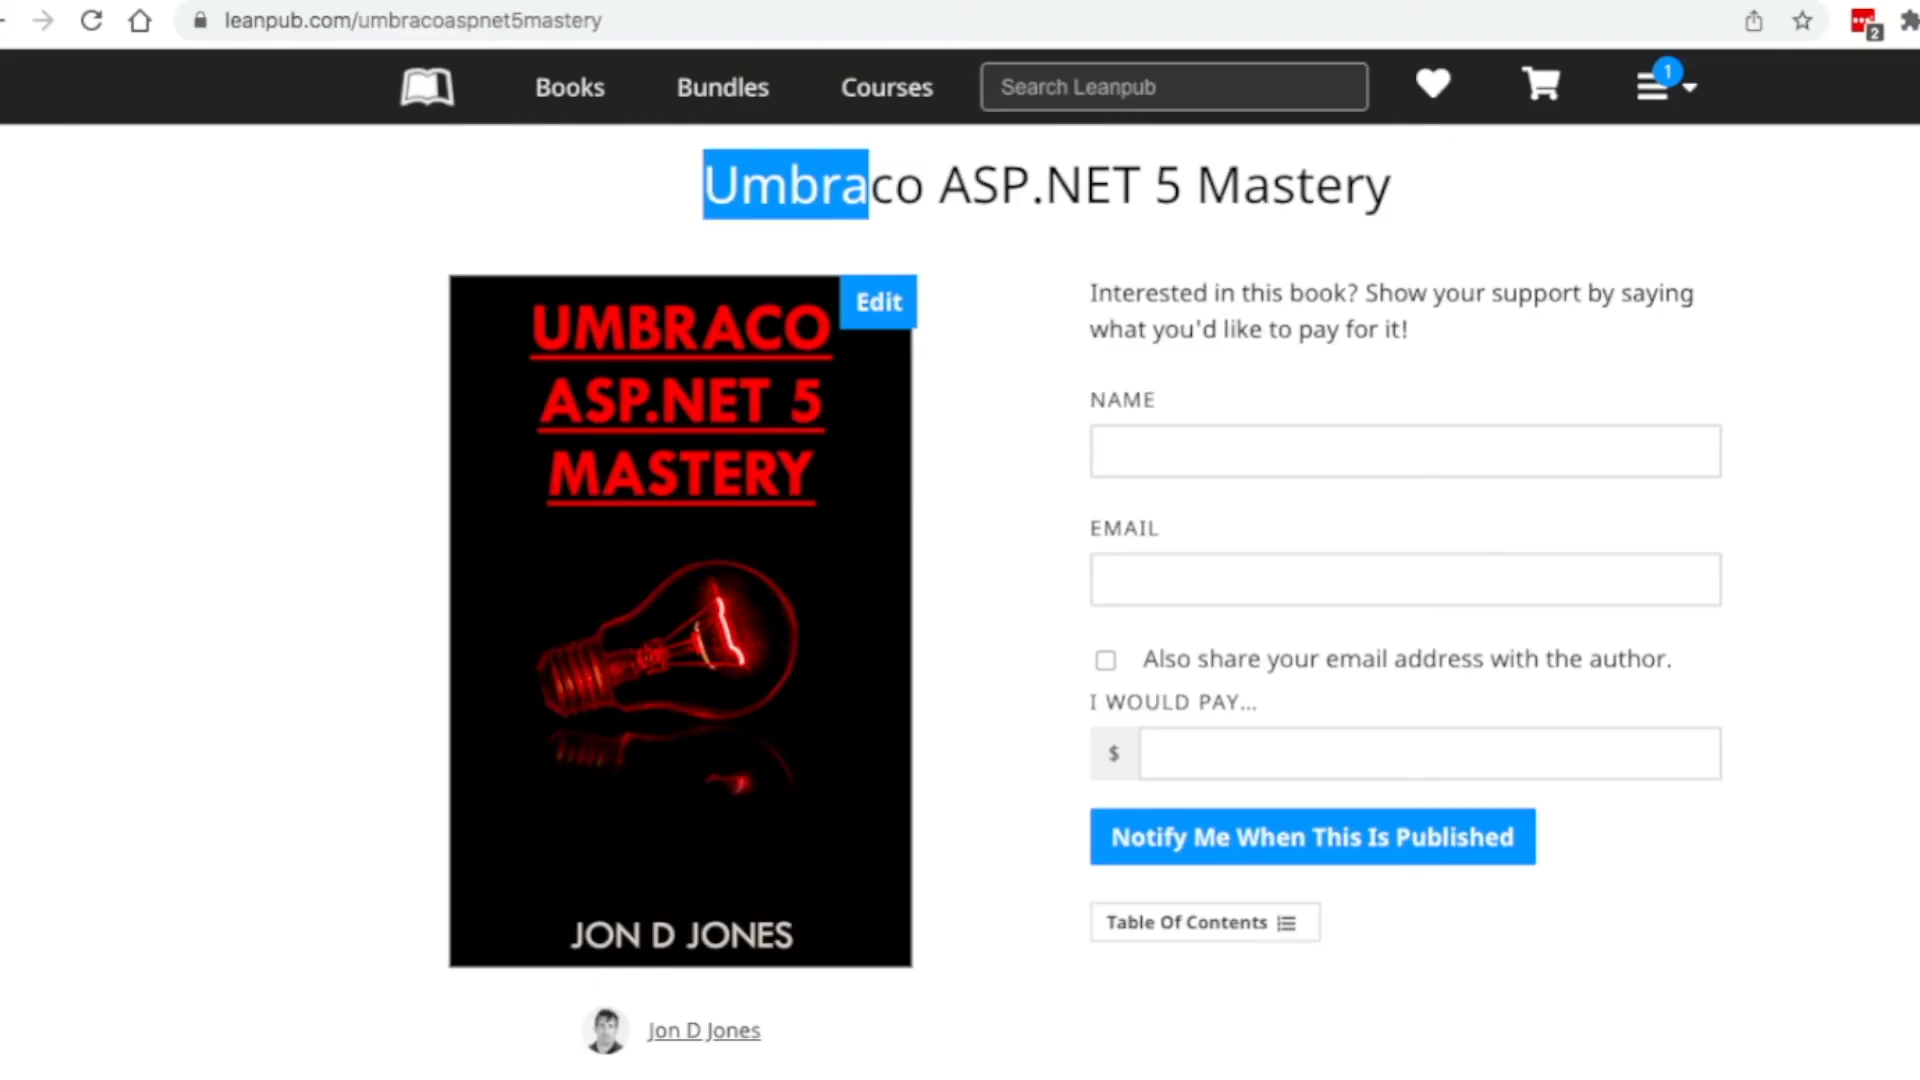 leanpub.com/umbracoaspnet5mastery
2
Books
Bundles
Courses
Search Leanpub
1
Umbraco ASP.NET 5 Mastery
Edit
UMBRACO
ASP.NET 5
MASTERY
JON D JONES
Jon D Jones
Interested in this book? Show your support by saying
what you'd like to pay for it!
NAME
EMAIL
Also share your email address with the author.
I WOULD PAY...
$
Notify Me When This Is Published
Table Of Contents